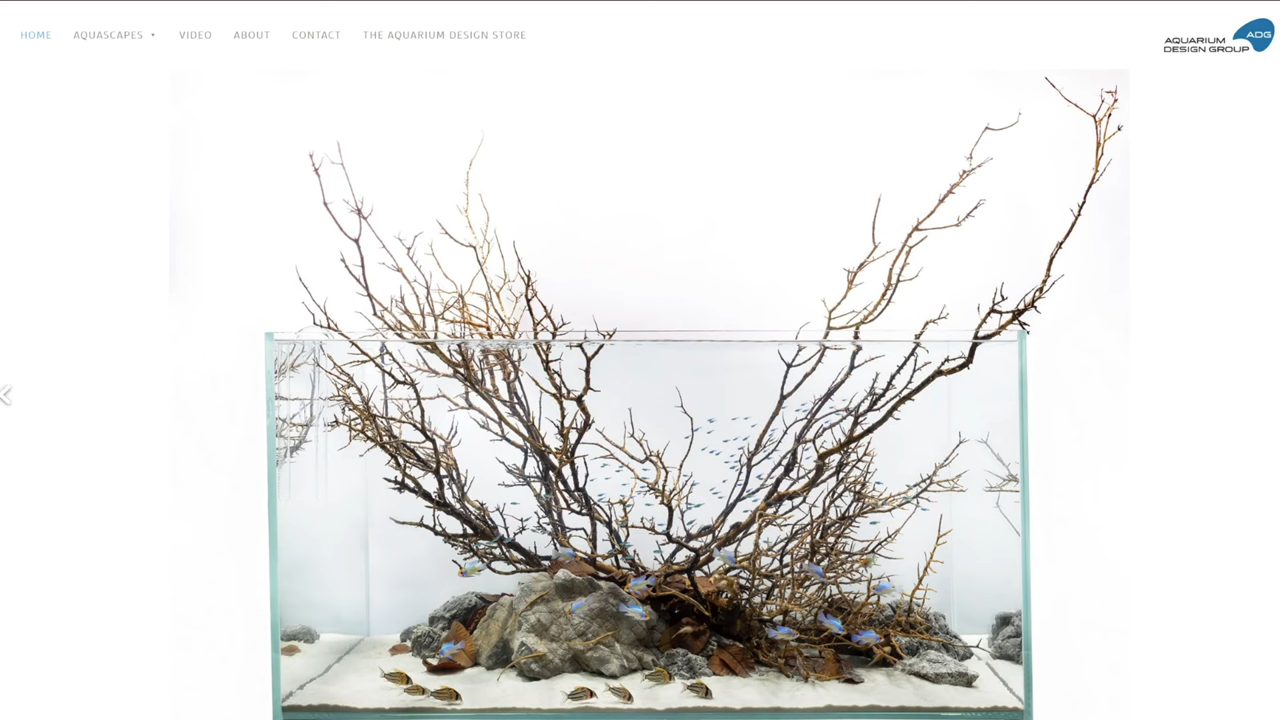 HOME AQUASCAPES VIDEO ABOUT CONTACT THE AQUARIUM DESIGN STORE
AQUARIUM
DESIGN GROUP
ADG